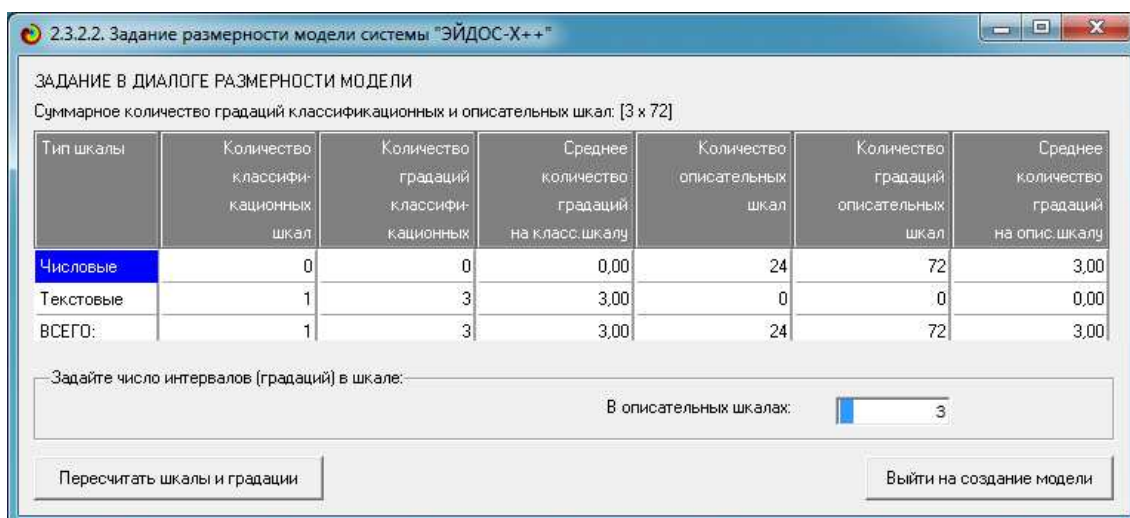 2.3.2.2. Задание размерности модели системы "ЭЙДОС-X++"
ЗАДАНИЕ В ДИАЛОГЕ РАЗМЕРНОСТИ МОДЕЛИ
Суммарное количество градаций классификационных и описательных шкал: [3 x 72]
Тип шкалы Количество Количество Среднее Количество Количество Среднее
классифи- градаций количество описательных градаций количество
кационных классифи- градаций шкал описательных градаций
шкал кационных на класс.шкалу шкал на опис.шкалу
Числовые 0 0 0,00 24 72 3,00
Текстовые 1 3 3,00 0 0 0,00
ВСЕГО: 1 3 3,00 24 72 3,00
Задайте число интервалов (градаций) в шкале:
В описательных шкалах: 3
Пересчитать шкалы и градации Выйти на создание модели